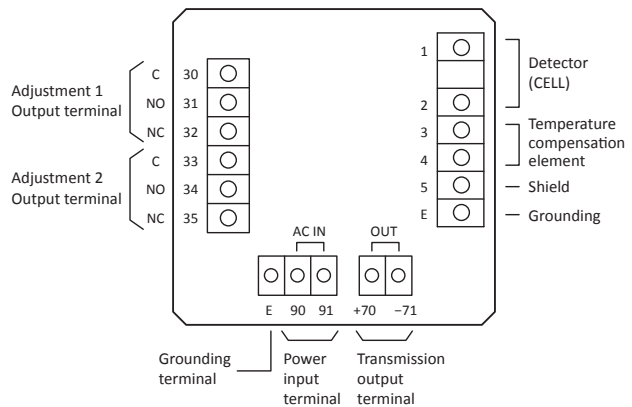 Adjustment 1
Output terminal
C 30
NO 31
NC 32
Adjustment 2
Output terminal
C 33
NO 34
NC 35
1
2
3
4
5
E
Detector
(CELL)
Temperature
compensation
element
Shield
Grounding
AC IN
OUT
E 90 91 +70 −71
Grounding
terminal
Power
input
terminal
Transmission
output
terminal